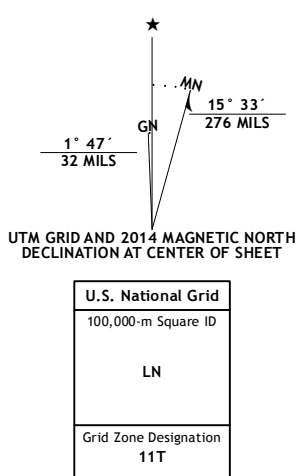 ★
MN
GN
15° 33´
276 MILS
1° 47´
32 MILS
UTM GRID AND 2014 MAGNETIC NORTH
DECLINATION AT CENTER OF SHEET
U.S. National Grid
100,000-m Square ID
LN
Grid Zone Designation
11T